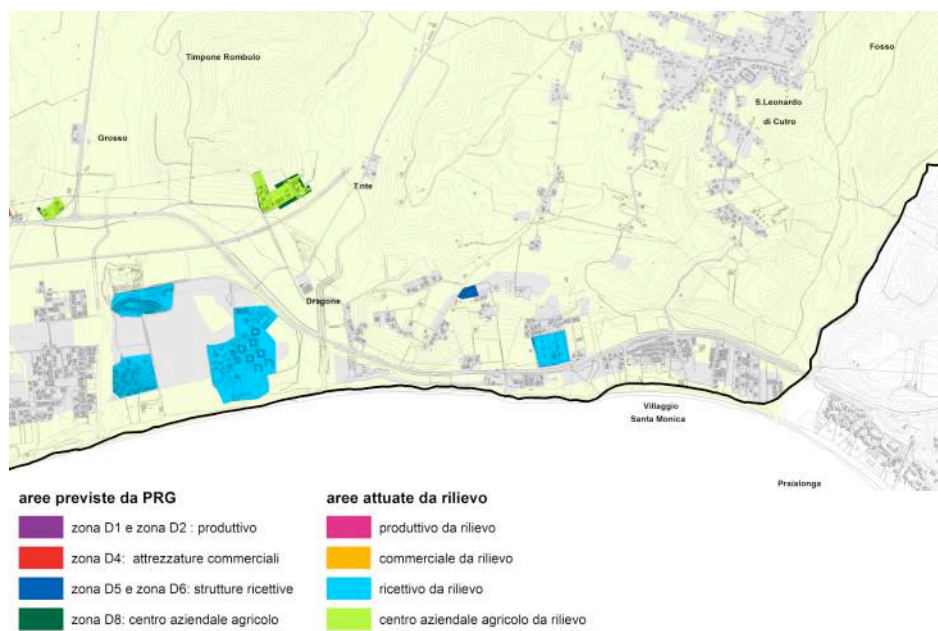 Timpone Rombulo
Fosso
S.Leonardo
di Cutro
Grosso
T.nte
Dragone
Villaggio
Santa Monica
Praialonga
aree previste da PRG
zona D1 e zona D2 : produttivo
zona D4: attrezzature commerciali
zona D5 e zona D6: strutture ricettive
zona D8: centro aziendale agricolo
aree attuate da rilievo
produttivo da rilievo
commerciale da rilievo
ricettivo da rilievo
centro aziendale agricolo da rilievo